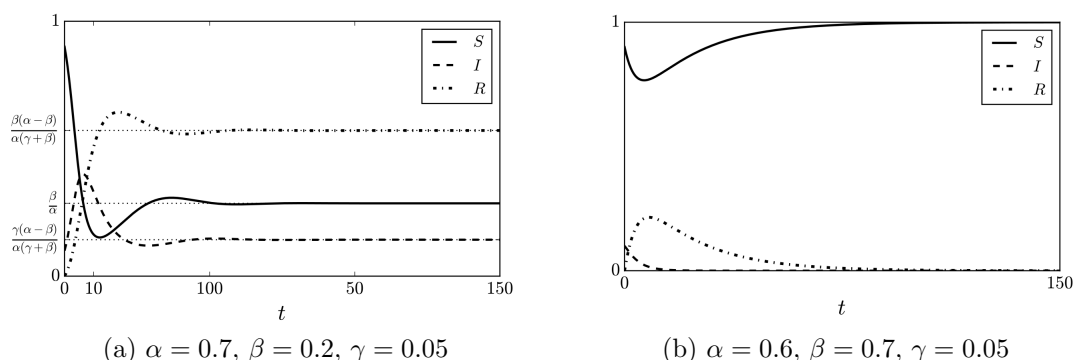 1
1
S
I
R
S
I
R
β(α−β)
α(γ+β)
β
α
γ(α−β)
α(γ+β)
0
0
0 10 100 50 150
0 150
t
t
(a) α = 0.7, β = 0.2, γ = 0.05
(b) α = 0.6, β = 0.7, γ = 0.05